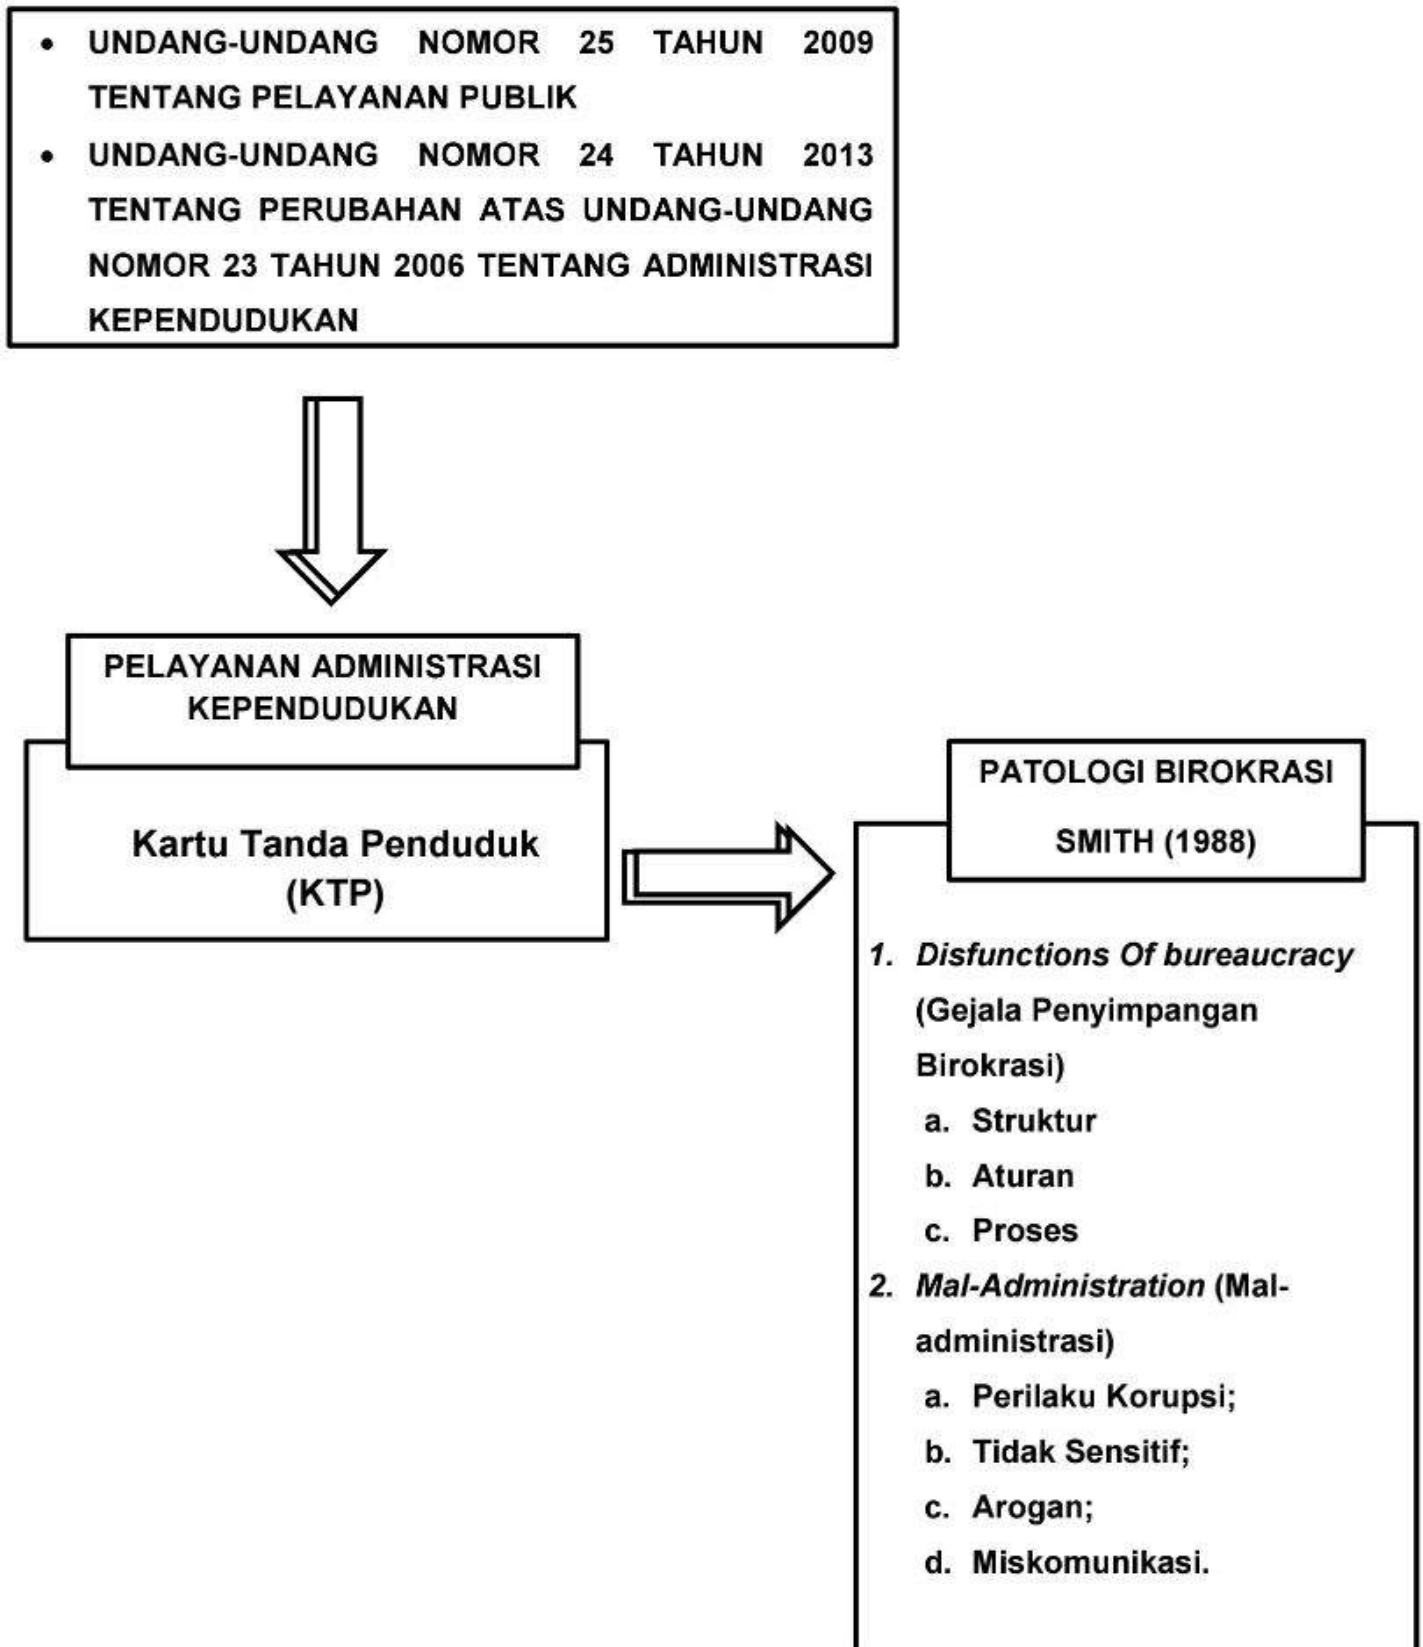 • UNDANG-UNDANG NOMOR 25 TAHUN 2009
TENTANG PELAYANAN PUBLIK
• UNDANG-UNDANG NOMOR 24 TAHUN 2013
TENTANG PERUBAHAN ATAS UNDANG-UNDANG
NOMOR 23 TAHUN 2006 TENTANG ADMINISTRASI
KEPENDUDUKAN
PELAYANAN ADMINISTRASI
KEPENDUDUKAN
Kartu Tanda Penduduk
(KTP)
PATOLOGI BIROKRASI
SMITH (1988)
1. Disfunctions Of bureaucracy
(Gejala Penyimpangan
Birokrasi)
a. Struktur
b. Aturan
c. Proses
2. Mal-Administration (Mal-
administrasi)
a. Perilaku Korupsi;
b. Tidak Sensitif;
c. Arogan;
d. Miskomunikasi.